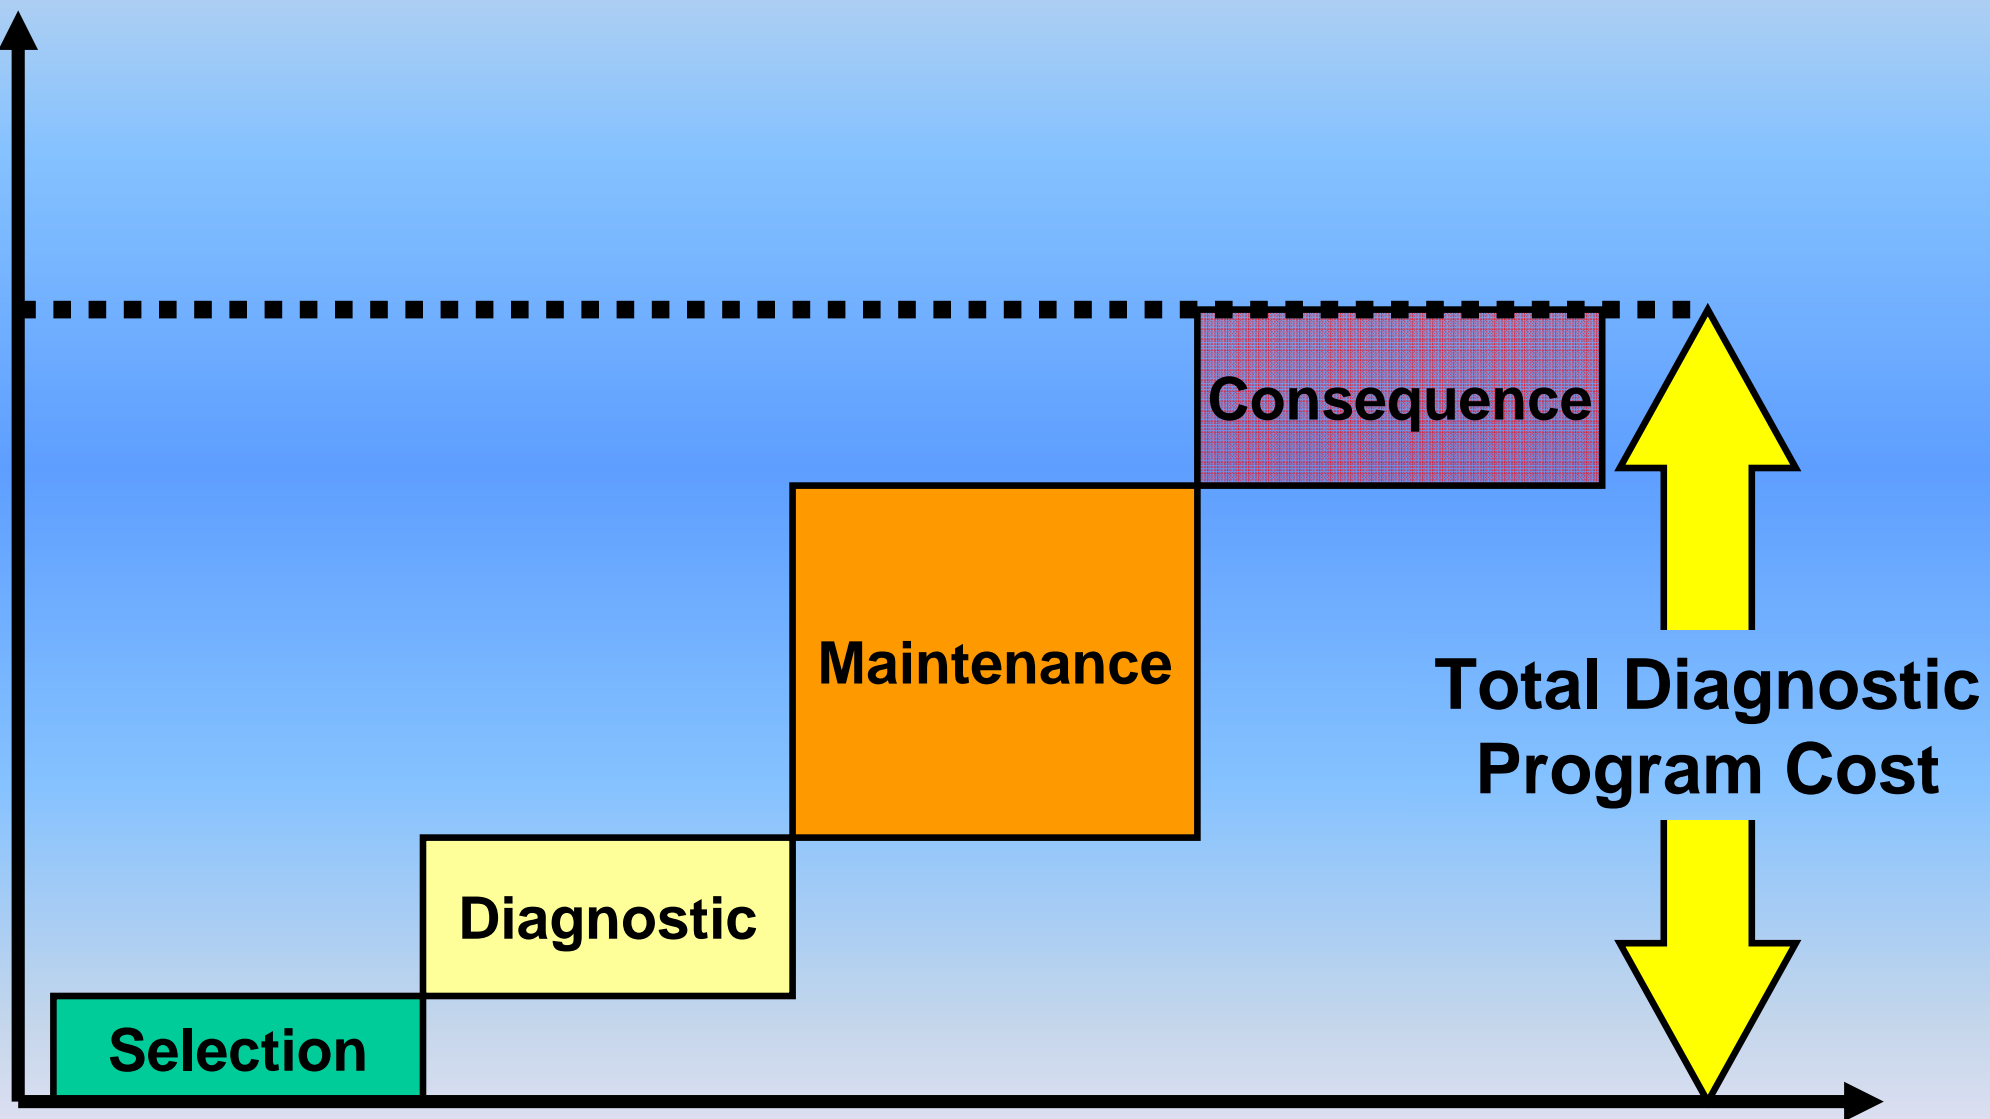 Consequence
Maintenance
Total Diagnostic
Program Cost
Diagnostic
Selection